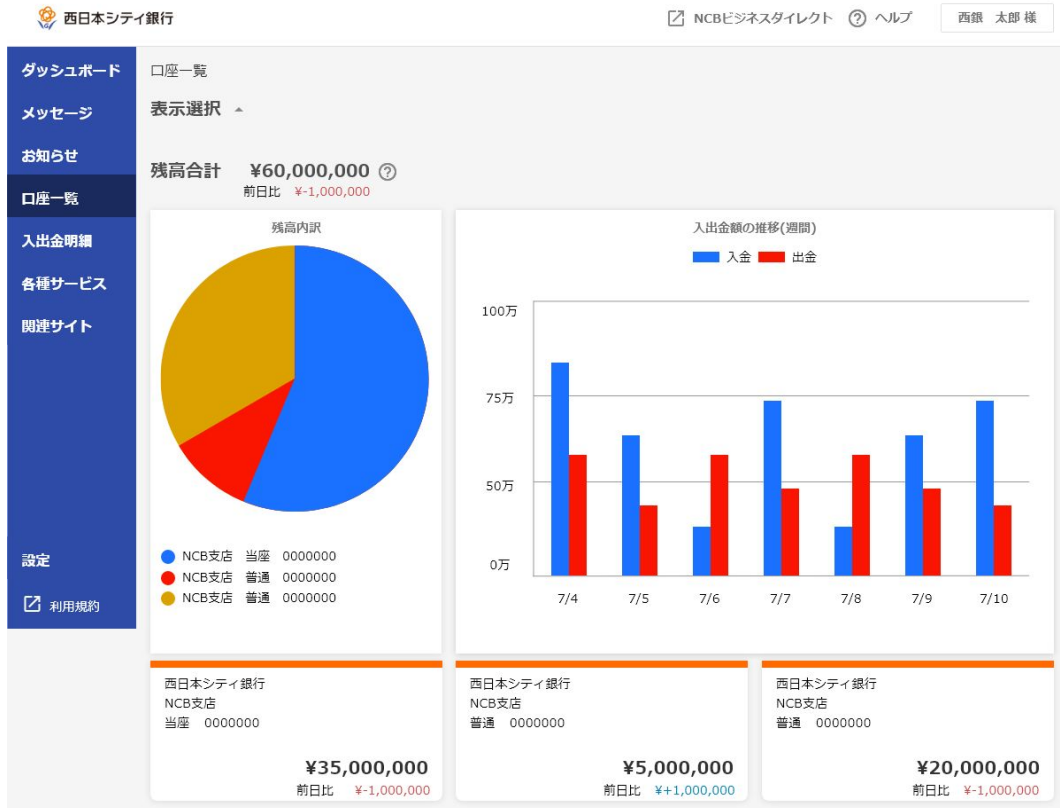 西日本シティ銀行
NCBビジネスダイレクト ヘルプ 西銀 太郎 様
ダッシュボード
メッセージ
お知らせ
口座一覧
入出金明細
各種サービス
関連サイト
設定
利用規約
口座一覧
表示選択
残高合計 ¥60,000,000
前日比 ¥-1,000,000
残高内訳
NCB支店 当座 0000000
NCB支店 普通 0000000
NCB支店 普通 0000000
入出金額の推移(週間)
入金 出金
100万
75万
50万
0万
7/4 7/5 7/6 7/7 7/8 7/9 7/10
西日本シティ銀行
NCB支店
当座 0000000
¥35,000,000
前日比 ¥-1,000,000
西日本シティ銀行
NCB支店
普通 0000000
¥5,000,000
前日比 ¥+1,000,000
西日本シティ銀行
NCB支店
普通 0000000
¥20,000,000
前日比 ¥-1,000,000